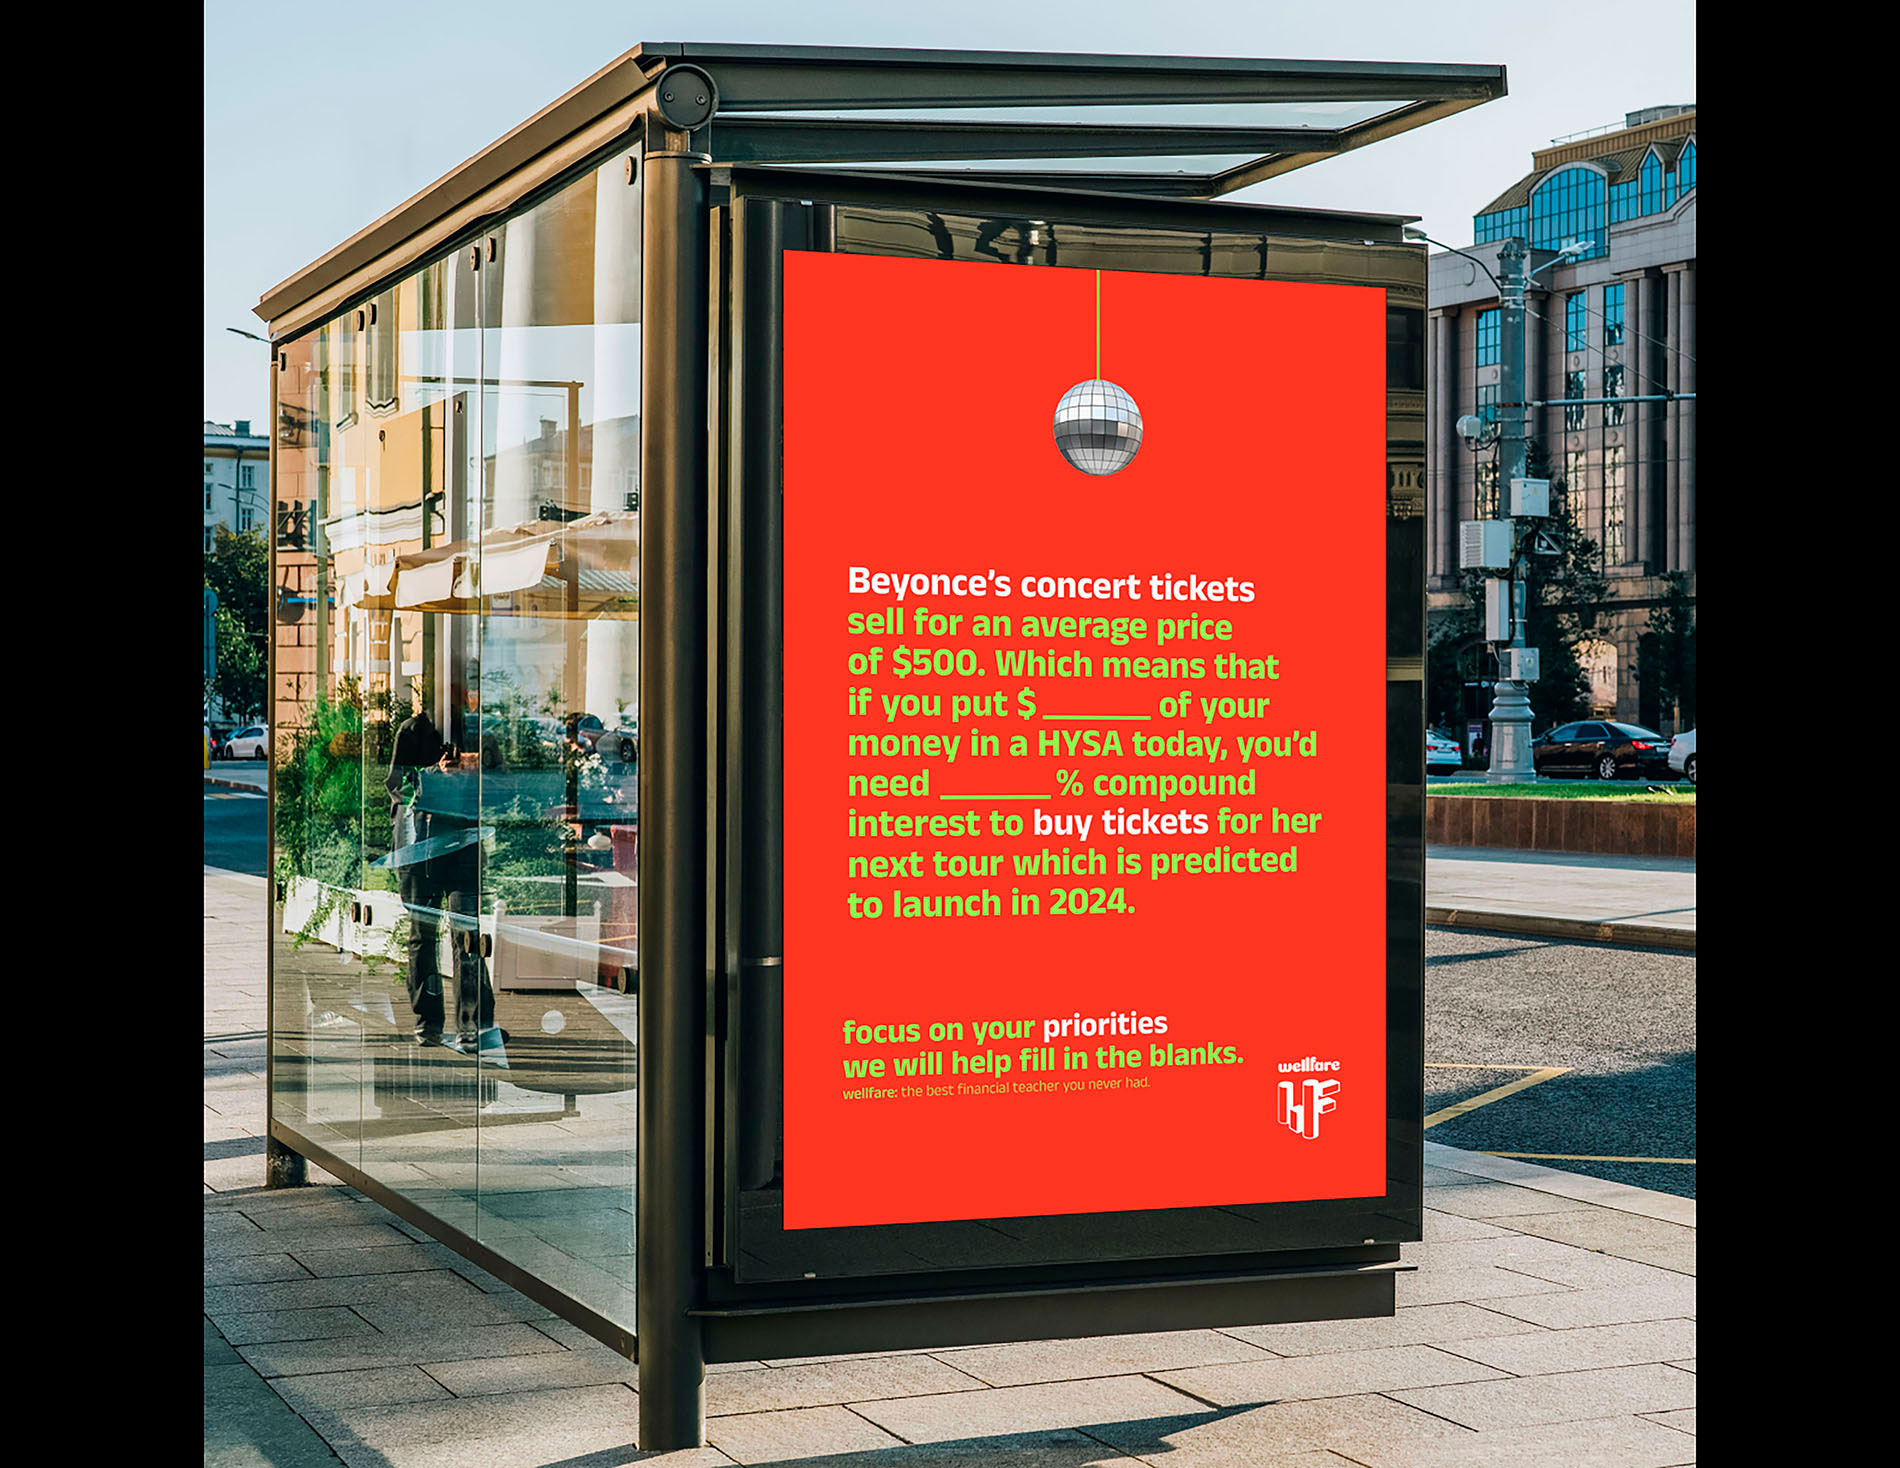 Beyonce’s concert tickets
sell for an average price
of $500. Which means that
if you put $ ______ of your
money in a HYSA today, you’d
need ______% compound
interest to buy tickets for her
next tour which is predicted
to launch in 2024.
focus on your priorities
we will help fill in the blanks.
wellfare: the best financial teacher you never had.
wellfare
WF